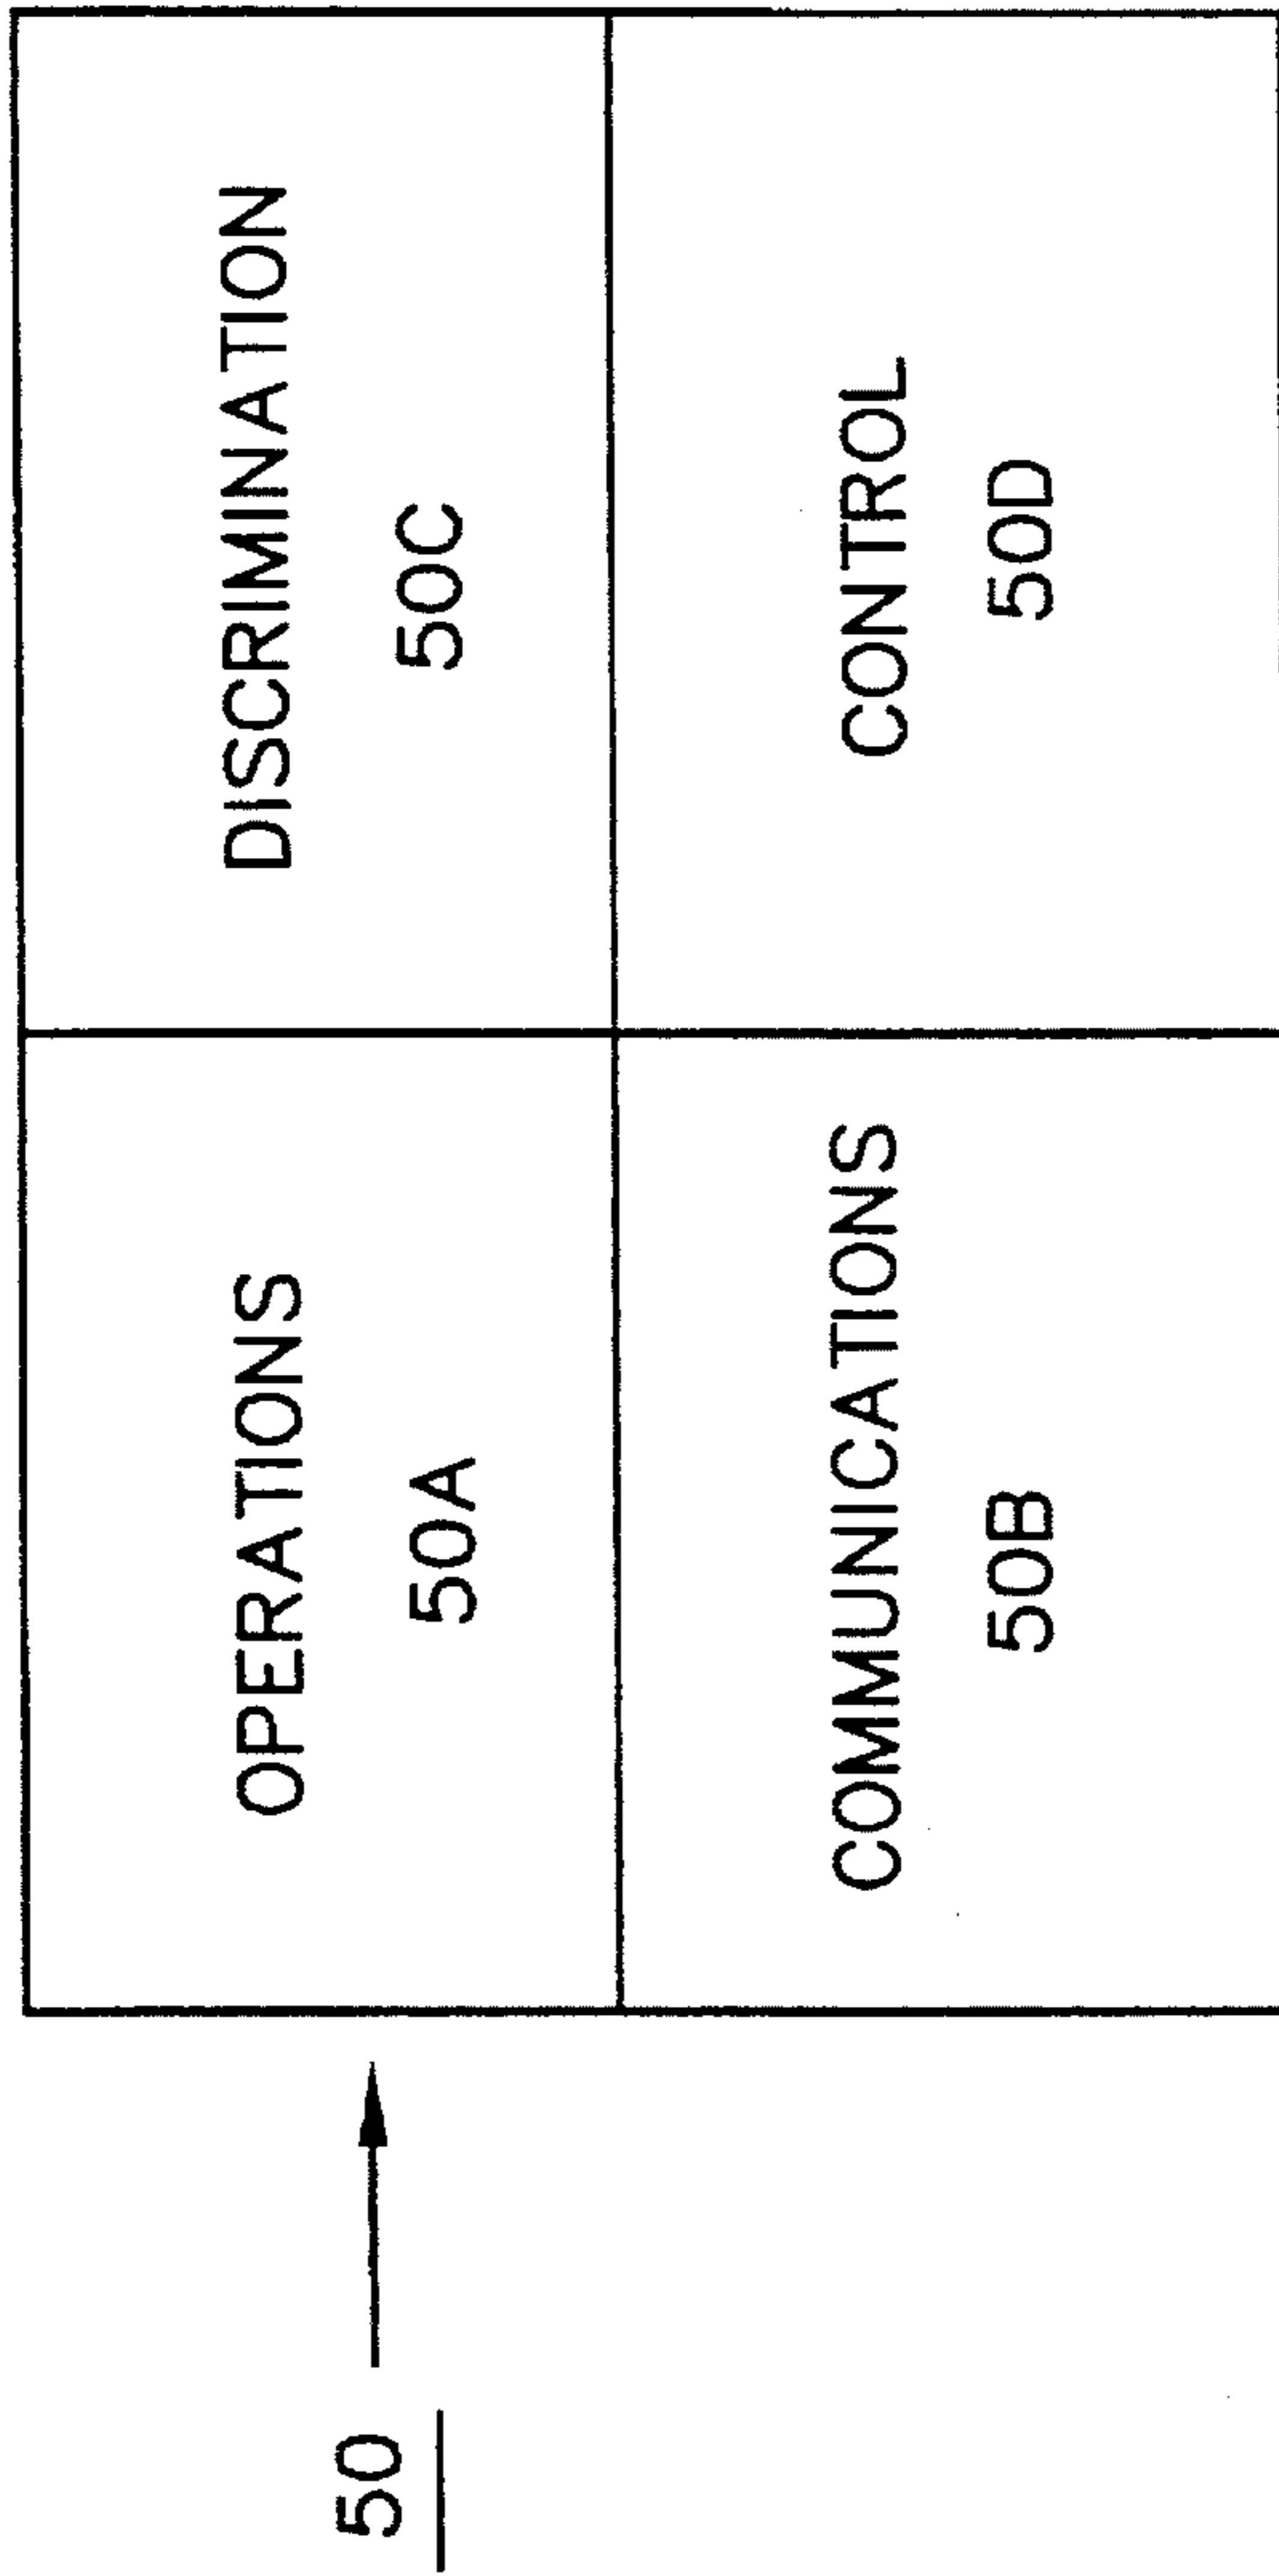 50
OPERATIONS
50A
DISCRIMINATION
50C
COMMUNICATIONS
50B
CONTROL
50D